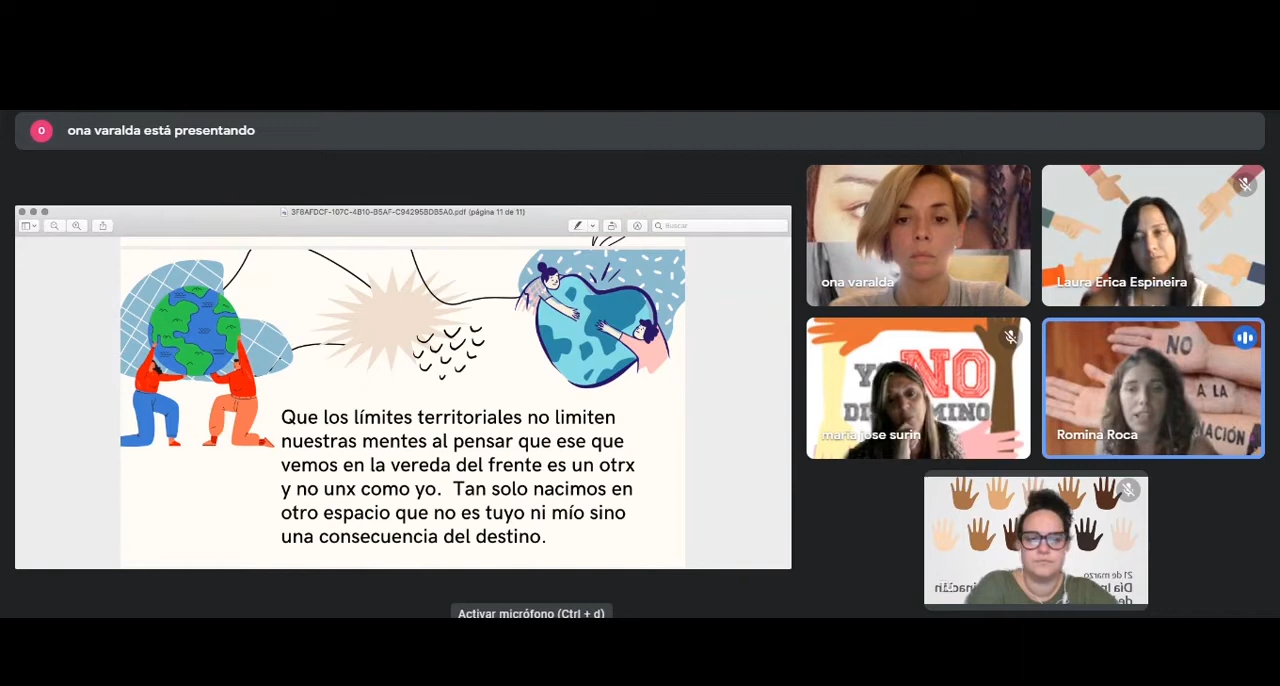 O ona varalda está presentando
3F8AFDCF-107C-4B10-B5AF-C94295BDB5A0.pdf (página 11 de 11)
Buscar
Que los límites territoriales no limiten
nuestras mentes al pensar que ese que
vemos en la vereda del frente es un otrx
y no unx como yo. Tan solo nacimos en
otro espacio que no es tuyo ni mío sino
una consecuencia del destino.
ona varalda
Laura Erica Espineira
NO
maria jose surin
NO
A LA
Romina Roca
21 de marzo
Activar micrófono (Ctrl + d)